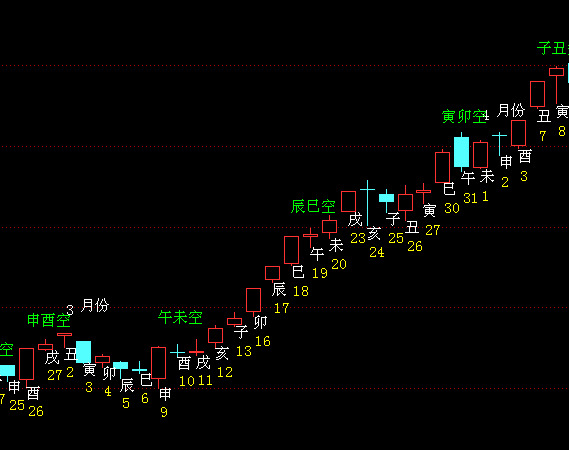 子丑
寅卯空
4 月份
丑
7
寅
8
申
2
酉
3
巳
30
午
31
未
1
辰巳空
戌
23
亥
24
子
25
丑
26
寅
27
午
19
未
20
巳
18
辰
17
3 月份
申酉空
午未空
卯
16
子
13
亥
12
空
戌
27
丑
2
寅
3
卯
4
辰
5
巳
6
申
9
酉
10
戌
11
申
25
酉
26